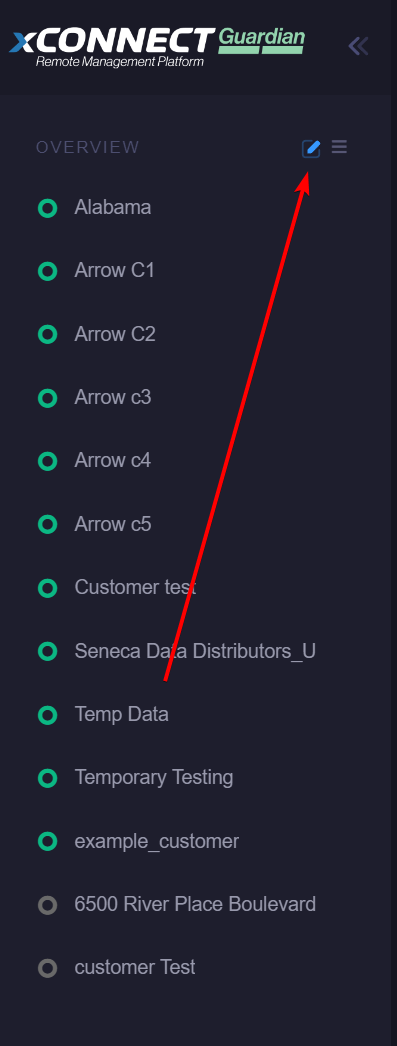 xCONNECT Guardian
Remote Management Platform
OVERVIEW
Alabama
Arrow C1
Arrow C2
Arrow c3
Arrow c4
Arrow c5
Customer test
Seneca Data Distributors_U
Temp Data
Temporary Testing
example_customer
6500 River Place Boulevard
customer Test